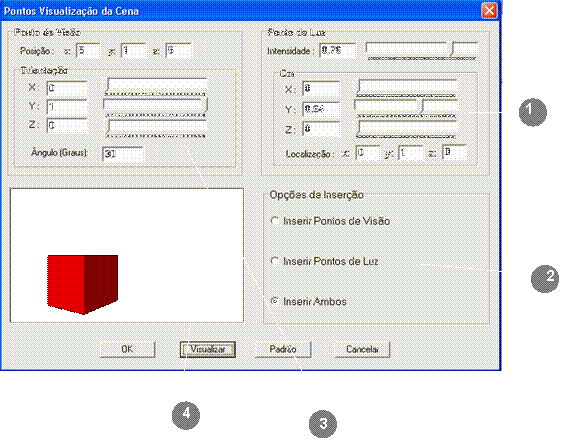 Pontos Visualização da Cena
Ponto de Visão
Posição : x: 5 y: 1 z: 5
Orientação
X: 0
Y: 1
Z: 0
Ângulo (Graus): 30
Ponto de Luz
Intensidade : 0.75
Cor
X: 0
Y: 0.64
Z: 0
Localização : x: 0 y: 1 z: 0
Opções de Inserção
Inserir Pontos de Visão
Inserir Pontos de Luz
Inserir Ambos
OK Visualizar Padrão Cancelar
1
2
3
4